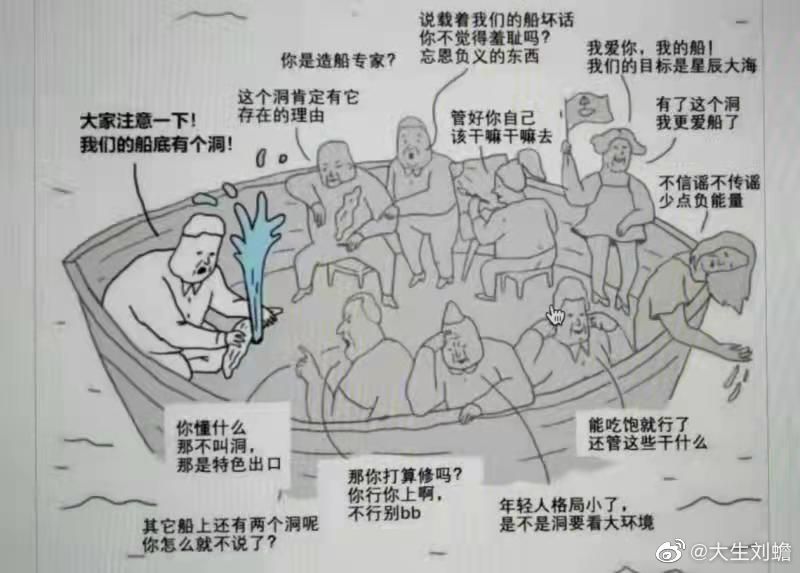 说载着我们的船坏话
你不觉得羞耻吗？
忘恩负义的东西
你是造船专家？
我爱你，我的船！
我们的目标是星辰大海
这个洞肯定有它
存在的理由
管好你自己
该干嘛干嘛去
有了这个洞
我更爱船了
大家注意一下！
我们的船底有个洞！
不信谣不传谣
少点负能量
你懂什么
那不叫洞，
那是特色出口
能吃饱就行了
还管这些干什么
那你打算修吗？
你行你上啊，
不行别bb
年轻人格局小了，
是不是洞要看大环境
其它船上还有两个洞呢
你怎么就不说了？
@大生刘蟾